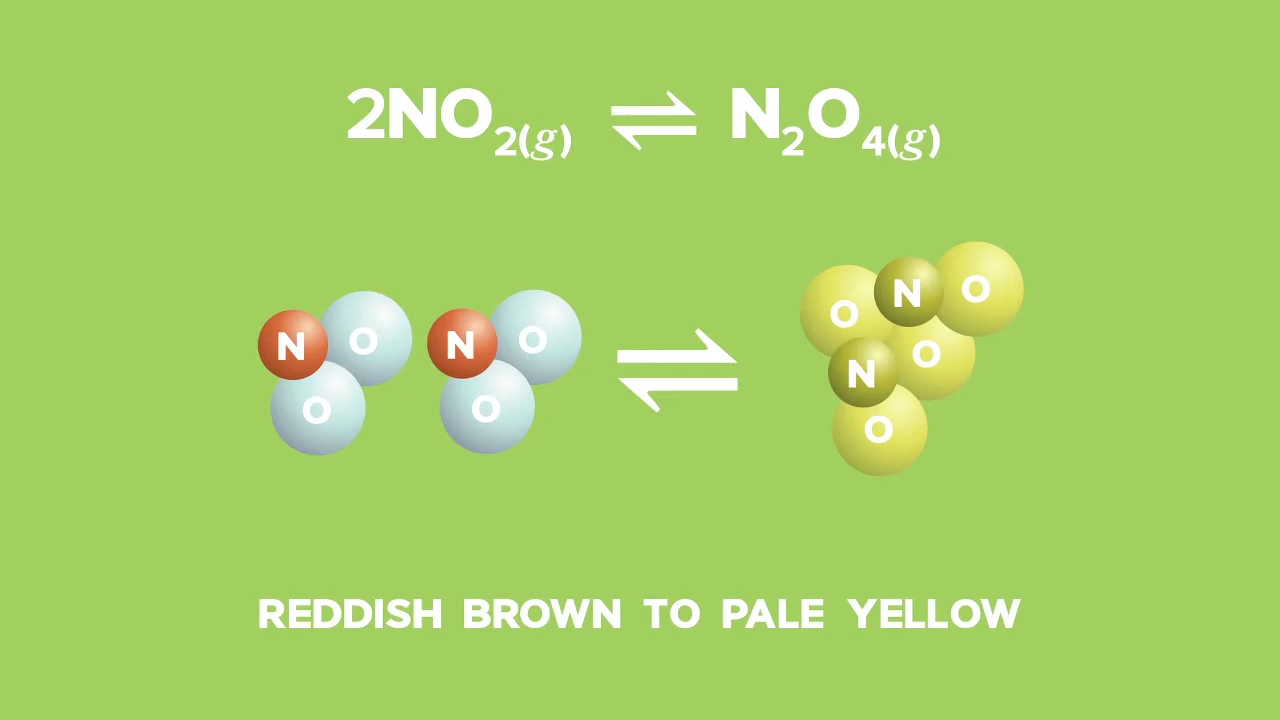 2NO₂(g) ⇌ N₂O₄(g)
N O O N O O ⇌ O N O N O O
REDDISH BROWN TO PALE YELLOW